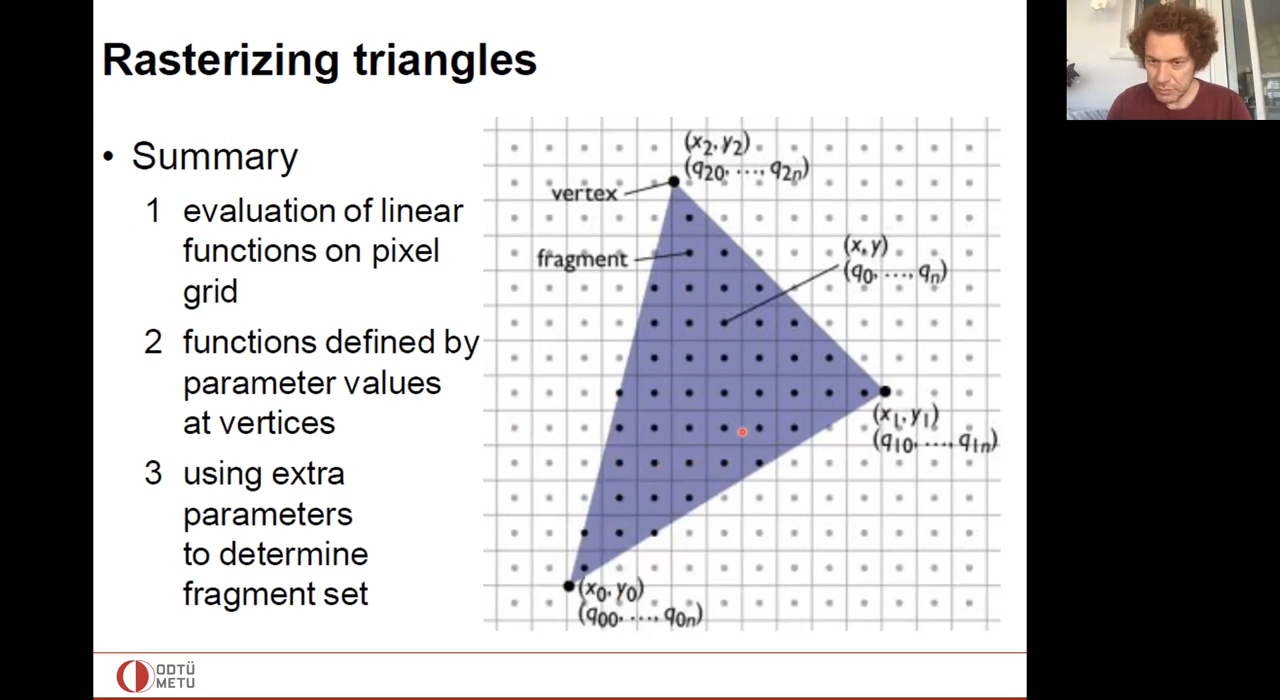 Rasterizing triangles
• Summary
1 evaluation of linear
functions on pixel
grid
2 functions defined by
parameter values
at vertices
3 using extra
parameters
to determine
fragment set
(x₂, y₂)
(q₂₀, ..., q₂ₙ)
vertex
fragment
(x, y)
(q₀, ..., qₙ)
(x₁, y₁)
(q₁₀, ..., q₁ₙ)
(x₀, y₀)
(q₀₀, ..., q₀ₙ)
ODTÜ
METU